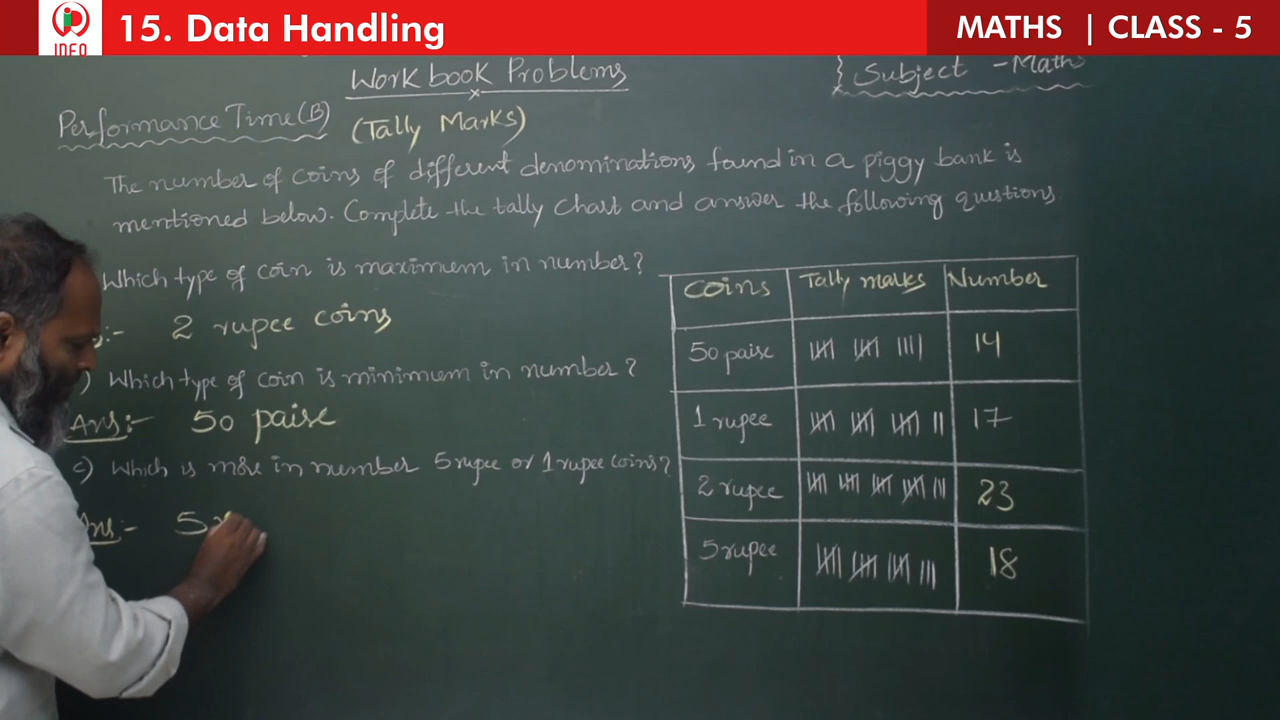 15. Data Handling
MATHS | CLASS - 5
Work book Problems
Subject - Maths
Performance Time (B)
(Tally Marks)
The number of coins of different denominations found in a piggy bank is
mentioned below. Complete the tally chart and answer the following questions.
Which type of coin is maximum in number?
2 rupee coins
) Which type of coin is minimum in number?
Ans:- 50 paise
c) Which is more in number 5 rupee or 1 rupee coins?
Ans:- 5
Coins Tally marks Number
50 paise 14
1 rupee 17
2 rupee 23
5 rupee 18